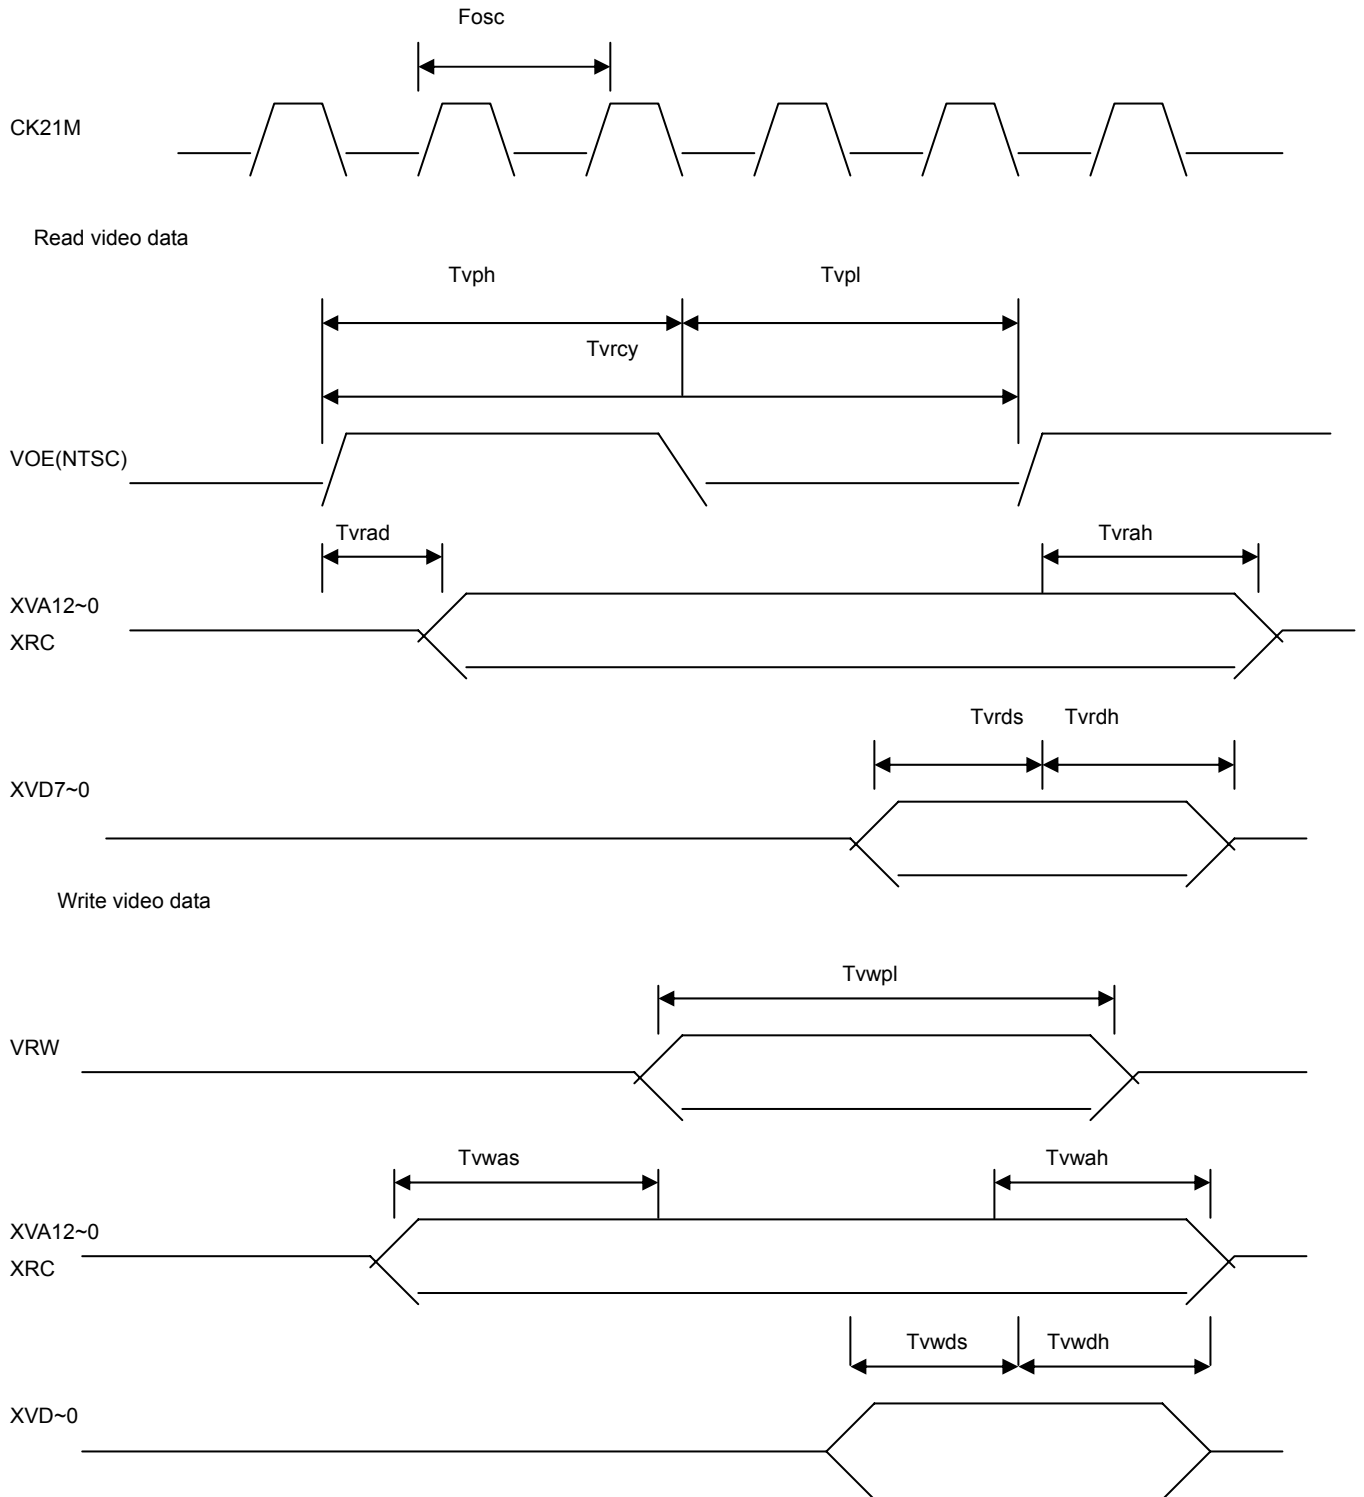 Fosc
CK21M
Read video data
Tvph Tvpl
Tvrcy
VOE(NTSC)
Tvrad Tvrah
XVA12~0
XRC
Tvrds Tvrdh
XVD7~0
Write video data
Tvwpl
VRW
Tvwas Tvwah
XVA12~0
XRC
Tvwds Tvwdh
XVD~0